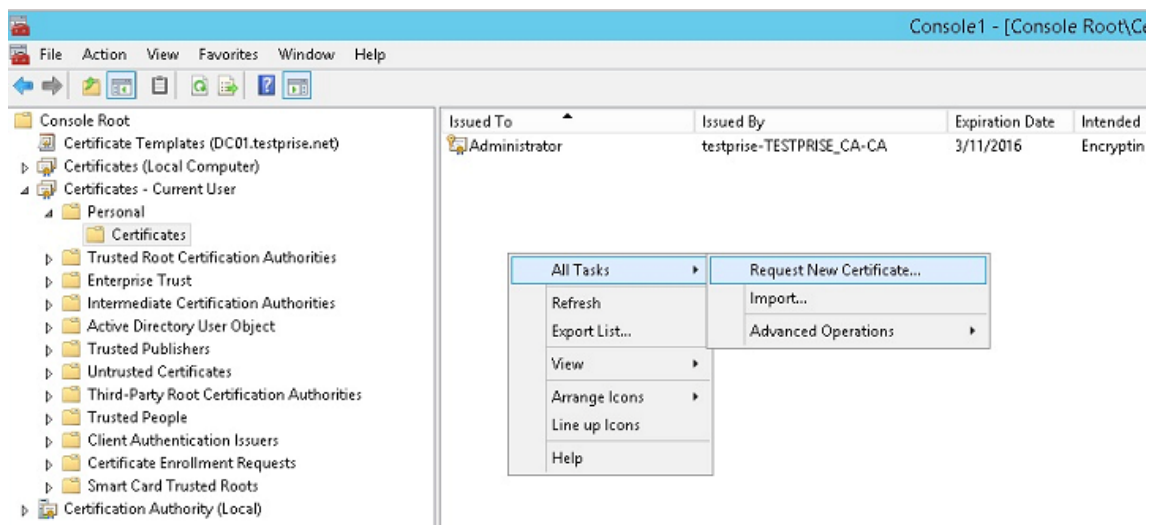 Console1 - [Console Root\Ce
File Action View Favorites Window Help
Console Root
Certificate Templates (DC01.testprise.net)
Certificates (Local Computer)
Certificates - Current User
Personal
Certificates
Trusted Root Certification Authorities
Enterprise Trust
Intermediate Certification Authorities
Active Directory User Object
Trusted Publishers
Untrusted Certificates
Third-Party Root Certification Authorities
Trusted People
Client Authentication Issuers
Certificate Enrollment Requests
Smart Card Trusted Roots
Certification Authority (Local)
Issued To Issued By Expiration Date Intended
Administrator testprise-TESTPRISE_CA-CA 3/11/2016 Encryptin
All Tasks
Refresh
Export List...
View
Arrange Icons
Line up Icons
Help
Request New Certificate...
Import...
Advanced Operations